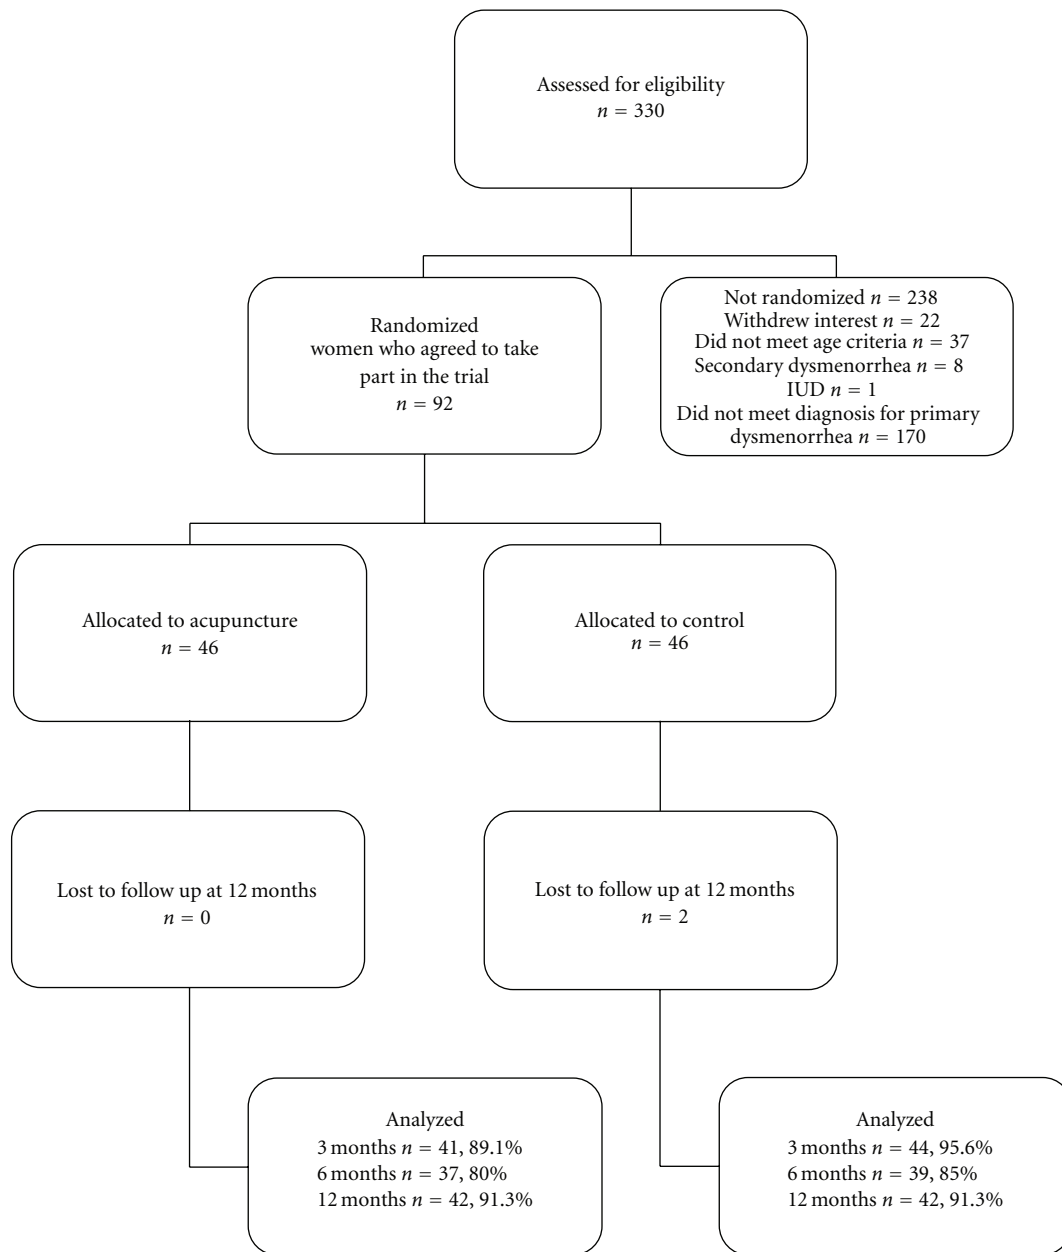 Assessed for eligibility
n = 330
Randomized
women who agreed to take
part in the trial
n = 92
Not randomized n = 238
Withdrew interest n = 22
Did not meet age criteria n = 37
Secondary dysmenorrhea n = 8
IUD n = 1
Did not meet diagnosis for primary
dysmenorrhea n = 170
Allocated to acupuncture
n = 46
Allocated to control
n = 46
Lost to follow up at 12 months
n = 0
Lost to follow up at 12 months
n = 2
Analyzed
3 months n = 41, 89.1%
6 months n = 37, 80%
12 months n = 42, 91.3%
Analyzed
3 months n = 44, 95.6%
6 months n = 39, 85%
12 months n = 42, 91.3%